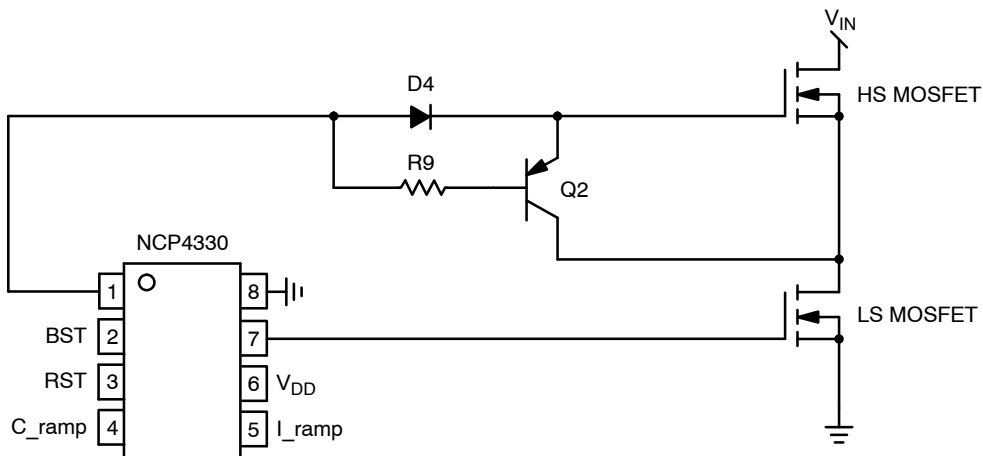 V_IN
D4
HS MOSFET
R9
Q2
NCP4330
1
8
LS MOSFET
BST 2
7
RST 3
6 V_DD
C_ramp 4
5 I_ramp